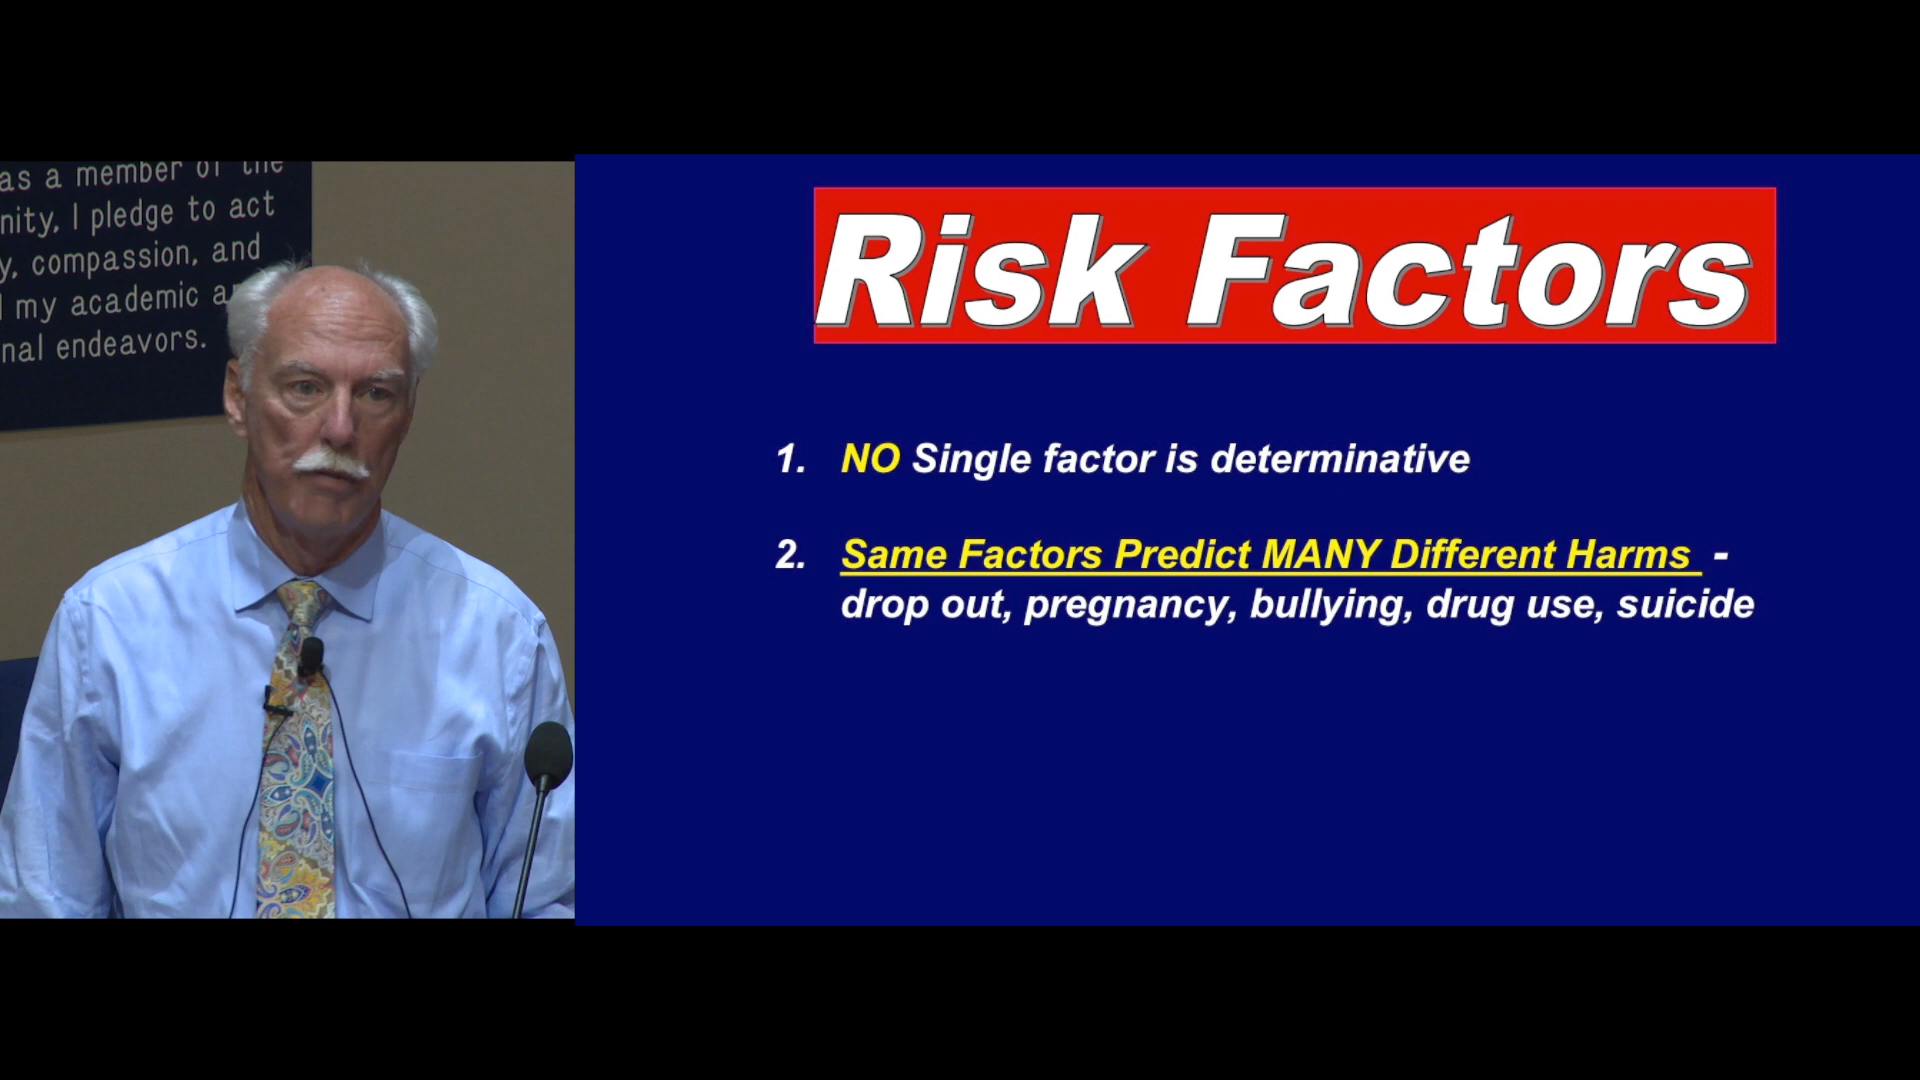 as a member of the
nity, I pledge to act
y, compassion, and
my academic
nal endeavors.
Risk Factors
1. NO Single factor is determinative
2. Same Factors Predict MANY Different Harms -
drop out, pregnancy, bullying, drug use, suicide